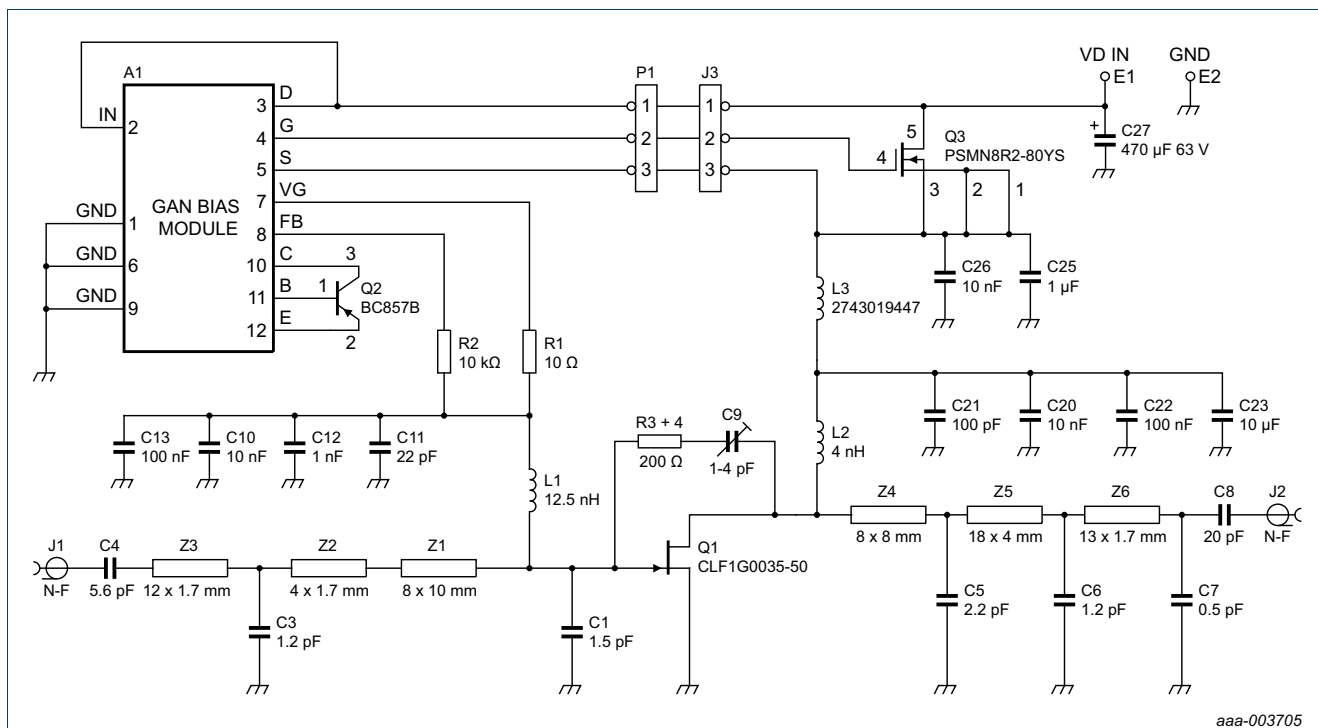 A1
GAN BIAS
MODULE
IN
2
GND
1
GND
6
GND
9
3
D
4
G
5
S
7
VG
8
FB
10
C
11
B
12
E
3
1
Q2
BC857B
2
P1
1
2
3
J3
1
2
3
VD IN
E1
GND
E2
+
C27
470 µF 63 V
Q3
PSMN8R2-80YS
5
4
3
2
1
C26
10 nF
C25
1 µF
L3
2743019447
R2
10 kΩ
R1
10 Ω
C13
100 nF
C10
10 nF
C12
1 nF
C11
22 pF
L1
12.5 nH
R3 + 4
200 Ω
C9
1-4 pF
L2
4 nH
C21
100 pF
C20
10 nF
C22
100 nF
C23
10 µF
J1
N-F
C4
5.6 pF
Z3
12 x 1.7 mm
Z2
4 x 1.7 mm
Z1
8 x 10 mm
C3
1.2 pF
C1
1.5 pF
Q1
CLF1G0035-50
Z4
8 x 8 mm
Z5
18 x 4 mm
Z6
13 x 1.7 mm
C8
20 pF
J2
N-F
C5
2.2 pF
C6
1.2 pF
C7
0.5 pF
aaa-003705